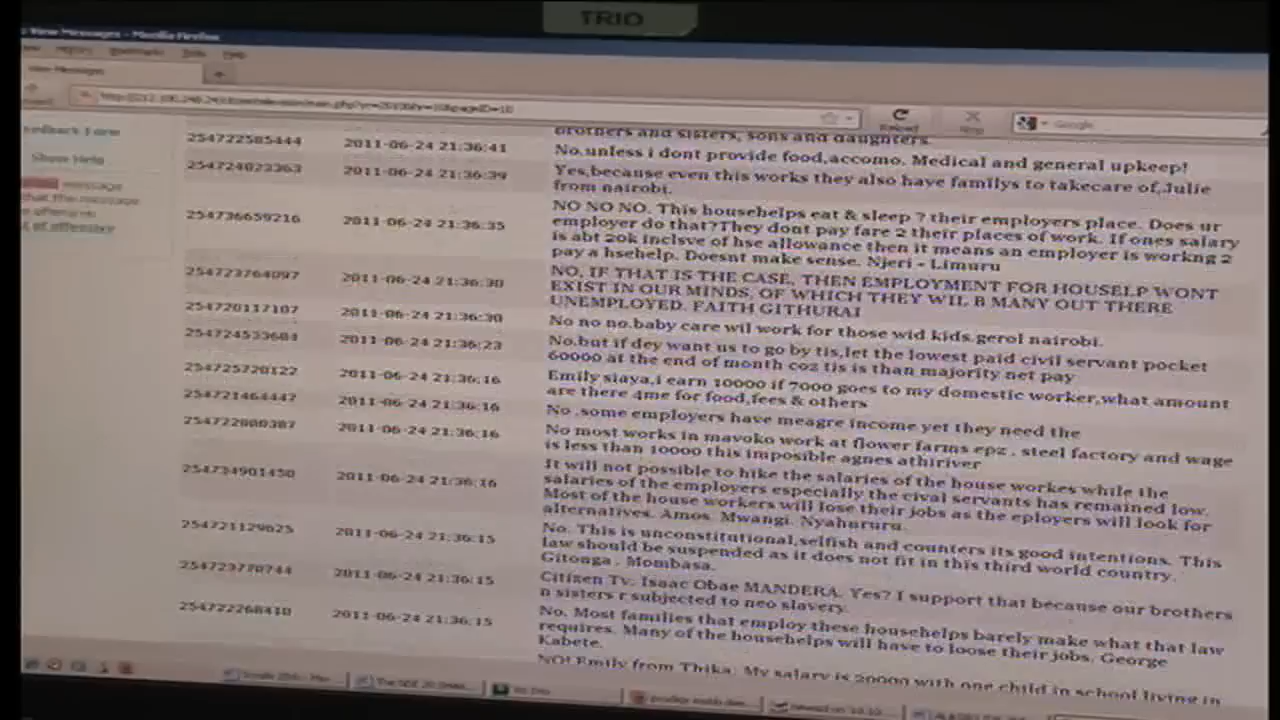 TRIO
View Messages - Mozilla Firefox
View Messages
Google
Feedback Form
Show Help
message
that the message
brothers and sisters, sons and daughters.
254722585444 2011-06-24 21:36:41 No.unless i dont provide food,accomo. Medical and general upkeep!
254724023363 2011-06-24 21:36:39 Yes,because even this works they also have familys to takecare of,Julie
from nairobi.
254736659216 2011-06-24 21:36:35 NO NO NO. This househelps eat & sleep ? their employers place. Does ur
employer do that?They dont pay fare 2 their places of work. If ones salary
is abt 20k inclsve of hse allowance then it means an employer is workng 2
pay a hsehelp. Doesnt make sense. Njeri - Limuru
254723764097 2011-06-24 21:36:30 NO, IF THAT IS THE CASE, THEN EMPLOYMENT FOR HOUSELP WONT
EXIST IN OUR MINDS, OF WHICH THEY WIL B MANY OUT THERE
UNEMPLOYED. FAITH GITHURAI
254720117107 2011-06-24 21:36:30 No no no.baby care wil work for those wid kids.gerol nairobi.
254724533604 2011-06-24 21:36:23 No.but if dey want us to go by tis,let the lowest paid civil servant pocket
60000 at the end of month coz tis is than majority net pay
254725720122 2011-06-24 21:36:16 Emily siaya,i earn 10000 if 7000 goes to my domestic worker,what amount
are there 4me for food,fees & others
254721464447 2011-06-24 21:36:16 No .some employers have meagre income yet they need the
254722800387 2011-06-24 21:36:16 No most works in mavoko work at flower farms epz . steel factory and wage
is less than 10000 this imposible agnes athiriver
254734901450 2011-06-24 21:36:16 It will not possible to hike the salaries of the house workes while the
salaries of the employers especially the cival servants has remained low.
Most of the house workers will lose their jobs as the eployers will look for
alternatives. Amos. Mwangi. Nyahururu.
254721129625 2011-06-24 21:36:15 No. This is unconstitutional,selfish and counters its good intentions. This
law should be suspended as it does not fit in this third world country.
Gitonga . Mombasa.
254723770744 2011-06-24 21:36:15 Citizen Tv. Isaac Obae MANDERA. Yes? I support that because our brothers
n sisters r subjected to neo slavery.
254722268410 2011-06-24 21:36:15 No. Most families that employ these househelps barely make what that law
requires. Many of the househelps will have to loose their jobs. George
Kabete.
NO! Emily from Thika. My salary is 20000 with one child in school living in